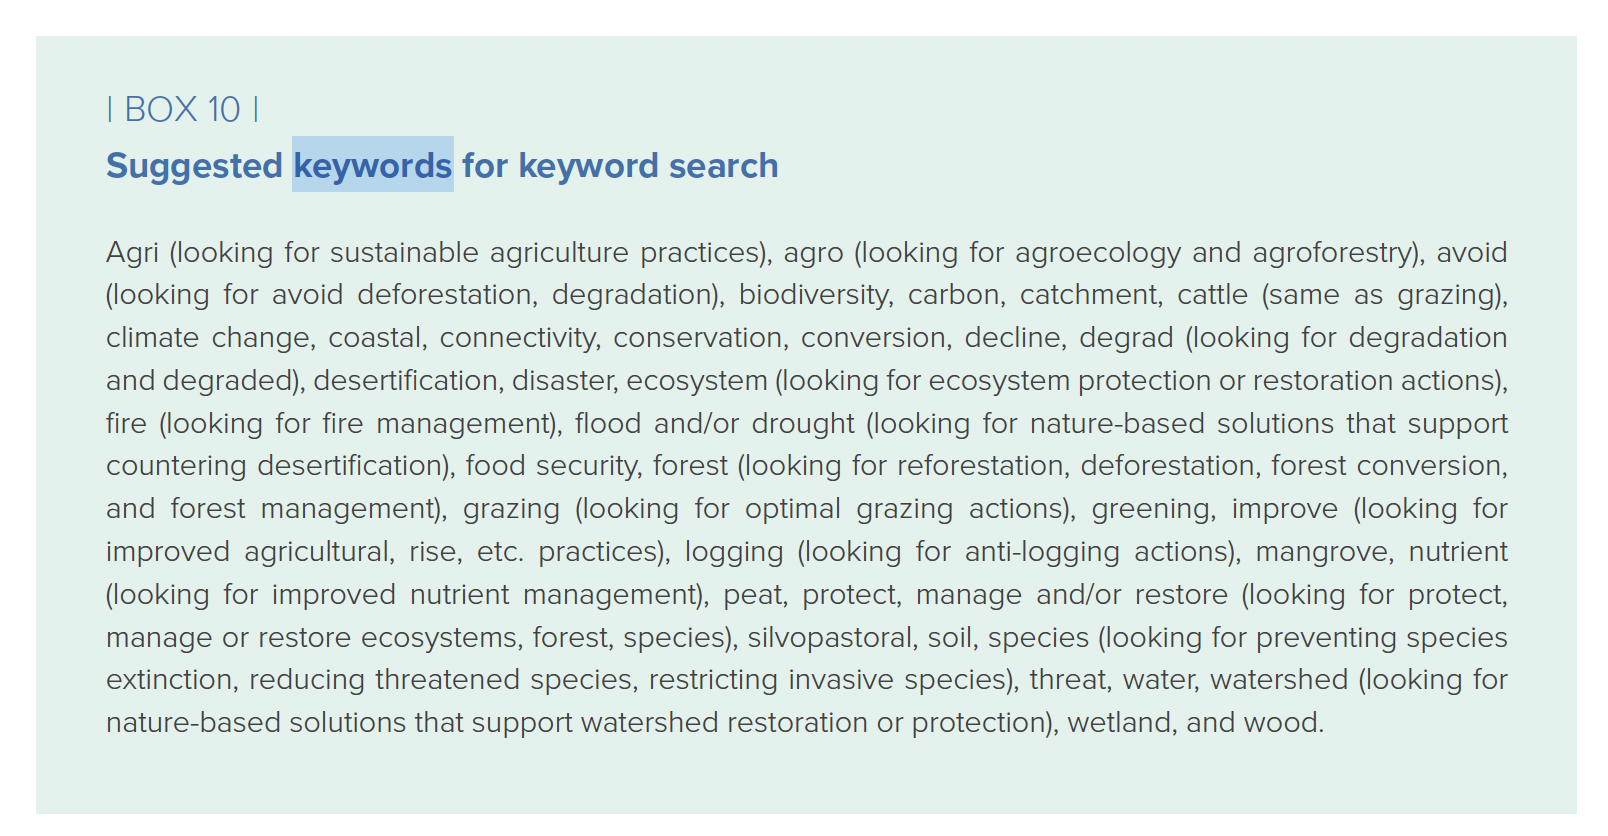 | BOX 10 |
Suggested keywords for keyword search
Agri (looking for sustainable agriculture practices), agro (looking for agroecology and agroforestry), avoid
(looking for avoid deforestation, degradation), biodiversity, carbon, catchment, cattle (same as grazing),
climate change, coastal, connectivity, conservation, conversion, decline, degrad (looking for degradation
and degraded), desertification, disaster, ecosystem (looking for ecosystem protection or restoration actions),
fire (looking for fire management), flood and/or drought (looking for nature-based solutions that support
countering desertification), food security, forest (looking for reforestation, deforestation, forest conversion,
and forest management), grazing (looking for optimal grazing actions), greening, improve (looking for
improved agricultural, rise, etc. practices), logging (looking for anti-logging actions), mangrove, nutrient
(looking for improved nutrient management), peat, protect, manage and/or restore (looking for protect,
manage or restore ecosystems, forest, species), silvopastoral, soil, species (looking for preventing species
extinction, reducing threatened species, restricting invasive species), threat, water, watershed (looking for
nature-based solutions that support watershed restoration or protection), wetland, and wood.